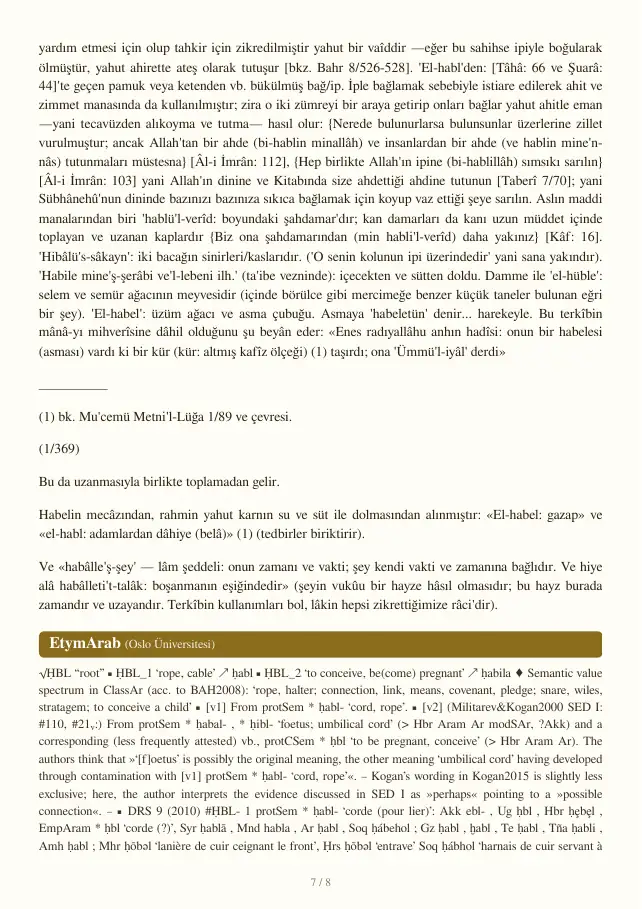 yardım etmesi için olup tahkir için zikredilmiştir yahut bir vaîddir —eğer bu sahihse ipiyle boğularak
ölmüştür, yahut ahirette ateş olarak tutuşur [bkz. Bahr 8/526-528]. 'El-habl'den: [Tâhâ: 66 ve Şuarâ:
44]'te geçen pamuk veya ketenden vb. bükülmüş bağ/ip. İple bağlamak sebebiyle istiare edilerek ahit ve
zimmet manasında da kullanılmıştır; zira o iki zümreyi bir araya getirip onları bağlar yahut ahitle eman
—yani tecavüzden alıkoyma ve tutma— hasıl olur: {Nerede bulunurlarsa bulunsunlar üzerlerine zillet
vurulmuştur; ancak Allah'tan bir ahde (bi-hablin minallâh) ve insanlardan bir ahde (ve hablin mine'n-
nâs) tutunmaları müstesna} [Âl-i İmrân: 112], {Hep birlikte Allah'ın ipine (bi-hablillâh) sımsıkı sarılın}
[Âl-i İmrân: 103] yani Allah'ın dinine ve Kitabında size ahdettiği ahdine tutunun [Taberî 7/70]; yani
Sübhânehû'nun dininde bazınızı bazınıza sıkıca bağlamak için koyup vaz ettiği şeye sarılın. Aslın maddi
manalarından biri 'hablü'l-verîd: boyundaki şahdamar'dır; kan damarları da kanı uzun müddet içinde
toplayan ve uzanan kaplardır {Biz ona şahdamarından (min habli'l-verîd) daha yakınız} [Kâf: 16].
'Hibâlü's-sâkayn': iki bacağın sinirleri/kaslarıdır. ('O senin kolunun ipi üzerindedir' yani sana yakındır).
'Habile mine'ş-şerâbi ve'l-lebeni ilh.' (ta'ibe vezninde): içecekten ve sütten doldu. Damme ile 'el-hüble':
selem ve semür ağacının meyvesidir (içinde börülce gibi mercimeğe benzer küçük taneler bulunan eğri
bir şey). 'El-habel': üzüm ağacı ve asma çubuğu. Asmaya 'habeletün' denir... harekeyle. Bu terkîbin
mânâ-yı mihverîsine dâhil olduğunu şu beyân eder: «Enes radıyallâhu anhın hadîsi: onun bir habelesi
(asması) vardı ki bir kür (kür: altmış kafîz ölçeği) (1) taşırdı; ona 'Ümmü'l-iyâl' derdi»
(1) bk. Mu'cemü Metni'l-Lüğa 1/89 ve çevresi.
(1/369)
Bu da uzanmasıyla birlikte toplamadan gelir.
Habelin mecâzından, rahmin yahut karnın su ve süt ile dolmasından alınmıştır: «El-habel: gazap» ve
«el-habl: adamlardan dâhiye (belâ)» (1) (tedbirler biriktirir).
Ve «habâlle'ş-şey' — lâm şeddeli: onun zamanı ve vakti; şey kendi vakti ve zamanına bağlıdır. Ve hiye
alâ habâlleti't-talâk: boşanmanın eşiğindedir» (şeyin vukûu bir hayze hâsıl olmasıdır; bu hayz burada
zamandır ve uzayandır. Terkîbin kullanımları bol, lâkin hepsi zikrettiğimize râci'dir).
EtymArab (Oslo Üniversitesi)
√ḤBL “root” ▪ ḤBL_1 ‘rope, cable’ ↗ ḥabl ▪ ḤBL_2 ‘to conceive, be(come) pregnant’ ↗ ḥabila ♦ Semantic value
spectrum in ClassAr (acc. to BAH2008): ‘rope, halter; connection, link, means, covenant, pledge; snare, wiles,
stratagem; to conceive a child’ ▪ [v1] From protSem * ḥabl- ‘cord, rope’. ▪ [v2] (Militarev&Kogan2000 SED I:
#110, #21ᵥ:) From protSem * ḥabal- , * ḥibl- ‘foetus; umbilical cord’ (> Hbr Aram Ar modSAr, ?Akk) and a
corresponding (less frequently attested) vb., protCSem * ḥbl ‘to be pregnant, conceive’ (> Hbr Aram Ar). The
authors think that »‘[f]oetus’ is possibly the original meaning, the other meaning ‘umbilical cord’ having developed
through contamination with [v1] protSem * ḥabl- ‘cord, rope’«. – Kogan’s wording in Kogan2015 is slightly less
exclusive; here, the author interprets the evidence discussed in SED I as »perhaps« pointing to a »possible
connection«. – ▪ DRS 9 (2010) #ḤBL- 1 protSem * ḥabl- ‘corde (pour lier)’: Akk ebl- , Ug ḥbl , Hbr ḥębęl ,
EmpAram * ḥbl ‘corde (?)’, Syr ḥablā , Mnd habla , Ar ḥabl , Soq ḥábehol ; Gz ḥabl , ḥabl , Te ḥabl , Tña ḥabli ,
Amh ḥabl ; Mhr ḥōbəl ‘lanière de cuir ceignant le front’, Ḥrs ḥōbəl ‘entrave’ Soq ḥábhol ‘harnais de cuir servant à
7 / 8